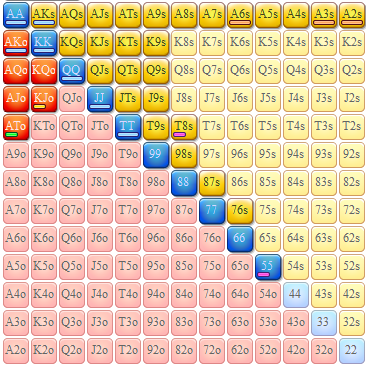 AA AKs AQs AJs ATs A9s A8s A7s A6s A5s A4s A3s A2s
AKo KK KQs KJs KTs K9s K8s K7s K6s K5s K4s K3s K2s
AQo KQo QQ QJs QTs Q9s Q8s Q7s Q6s Q5s Q4s Q3s Q2s
AJo KJo QJo JJ JTs J9s J8s J7s J6s J5s J4s J3s J2s
ATo KTo QTo JTo TT T9s T8s T7s T6s T5s T4s T3s T2s
A9o K9o Q9o J9o T9o 99 98s 97s 96s 95s 94s 93s 92s
A8o K8o Q8o J8o T8o 98o 88 87s 86s 85s 84s 83s 82s
A7o K7o Q7o J7o T7o 97o 87o 77 76s 75s 74s 73s 72s
A6o K6o Q6o J6o T6o 96o 86o 76o 66 65s 64s 63s 62s
A5o K5o Q5o J5o T5o 95o 85o 75o 65o 55 54s 53s 52s
A4o K4o Q4o J4o T4o 94o 84o 74o 64o 54o 44 43s 42s
A3o K3o Q3o J3o T3o 93o 83o 73o 63o 53o 43o 33 32s
A2o K2o Q2o J2o T2o 92o 82o 72o 62o 52o 42o 32o 22